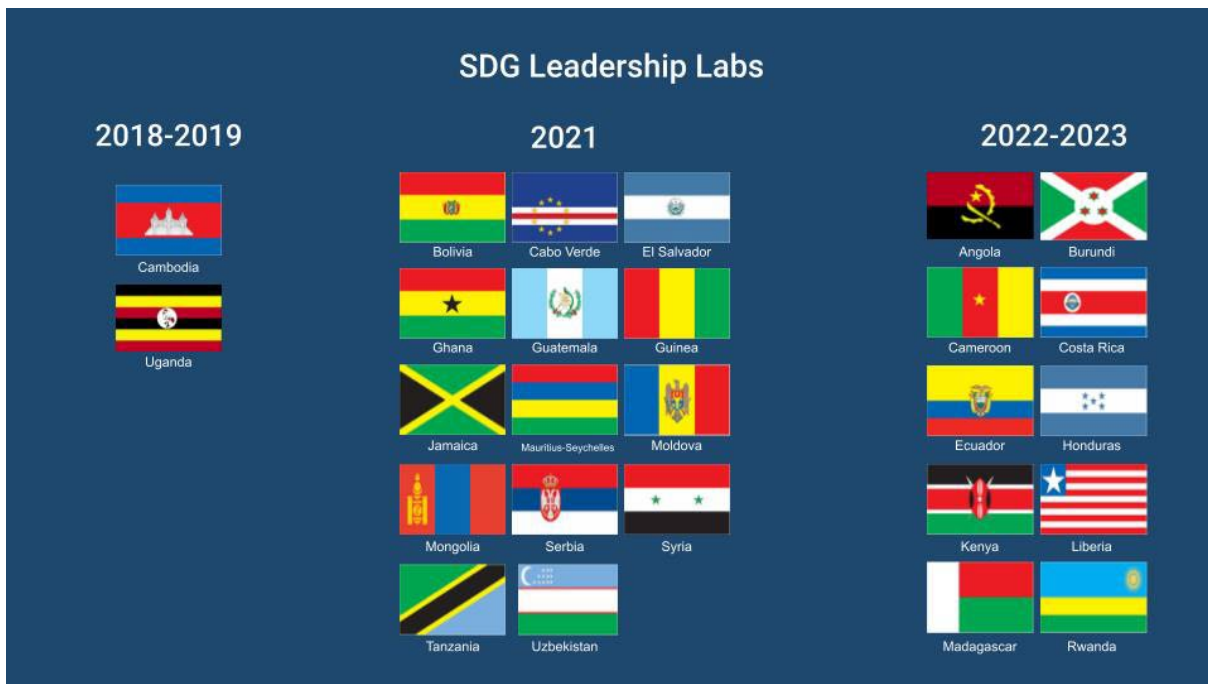 SDG Leadership Labs
2018-2019
Cambodia
Uganda
2021
Bolivia
Cabo Verde
El Salvador
Ghana
Guatemala
Guinea
Jamaica
Mauritius-Seychelles
Moldova
Mongolia
Serbia
Syria
Tanzania
Uzbekistan
2022-2023
Angola
Burundi
Cameroon
Costa Rica
Ecuador
Honduras
Kenya
Liberia
Madagascar
Rwanda